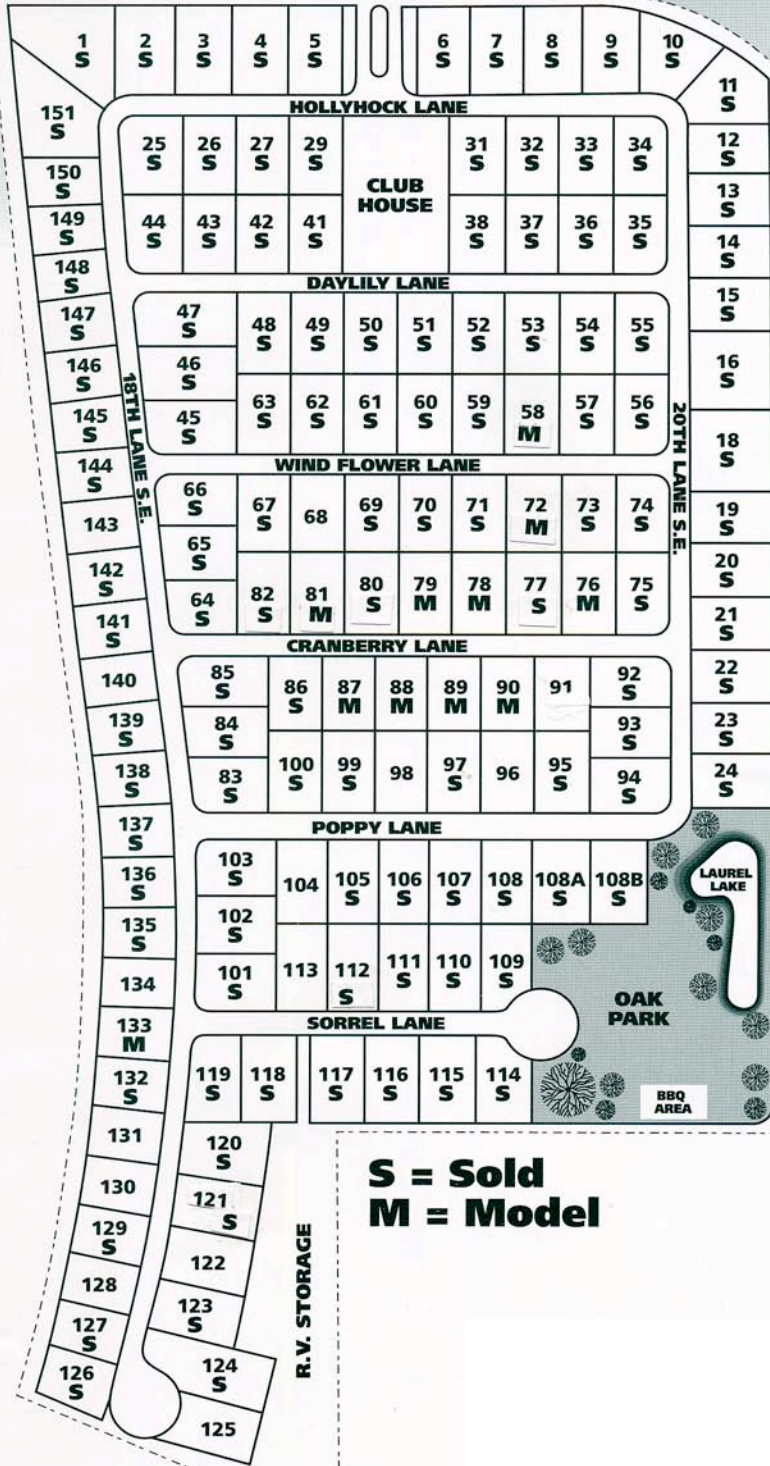 1
S
2
S
3
S
4
S
5
S
6
S
7
S
8
S
9
S
10
S
11
S
151
S
HOLLYHOCK LANE
12
S
150
S
25
S
26
S
27
S
29
S
CLUB
HOUSE
31
S
32
S
33
S
34
S
13
S
149
S
44
S
43
S
42
S
41
S
38
S
37
S
36
S
35
S
14
S
148
S
DAYLILY LANE
15
S
147
S
47
S
48
S
49
S
50
S
51
S
52
S
53
S
54
S
55
S
16
S
146
S
46
S
145
S
45
S
63
S
62
S
61
S
60
S
59
S
58
M
57
S
56
S
18
S
18TH LANE S.E.
20TH LANE S.E.
144
S
WIND FLOWER LANE
143
66
S
67
S
68
69
S
70
S
71
S
72
M
73
S
74
S
19
S
65
S
20
S
142
S
64
S
82
S
81
M
80
S
79
M
78
M
77
S
76
M
75
S
21
S
141
S
CRANBERRY LANE
140
85
S
86
S
87
M
88
M
89
M
90
M
91
92
S
22
S
139
S
84
S
93
S
23
S
138
S
83
S
100
S
99
S
98
97
S
96
95
S
94
S
24
S
137
S
POPPY LANE
136
S
103
S
104
105
S
106
S
107
S
108
S
108A
S
108B
S
LAUREL
LAKE
135
S
102
S
134
101
S
113
112
S
111
S
110
S
109
S
OAK
PARK
133
M
SORREL LANE
132
S
119
S
118
S
117
S
116
S
115
S
114
S
BBQ
AREA
131
120
S
130
121
S
129
S
122
128
123
S
127
S
124
S
126
S
125
R.V. STORAGE
S = Sold
M = Model